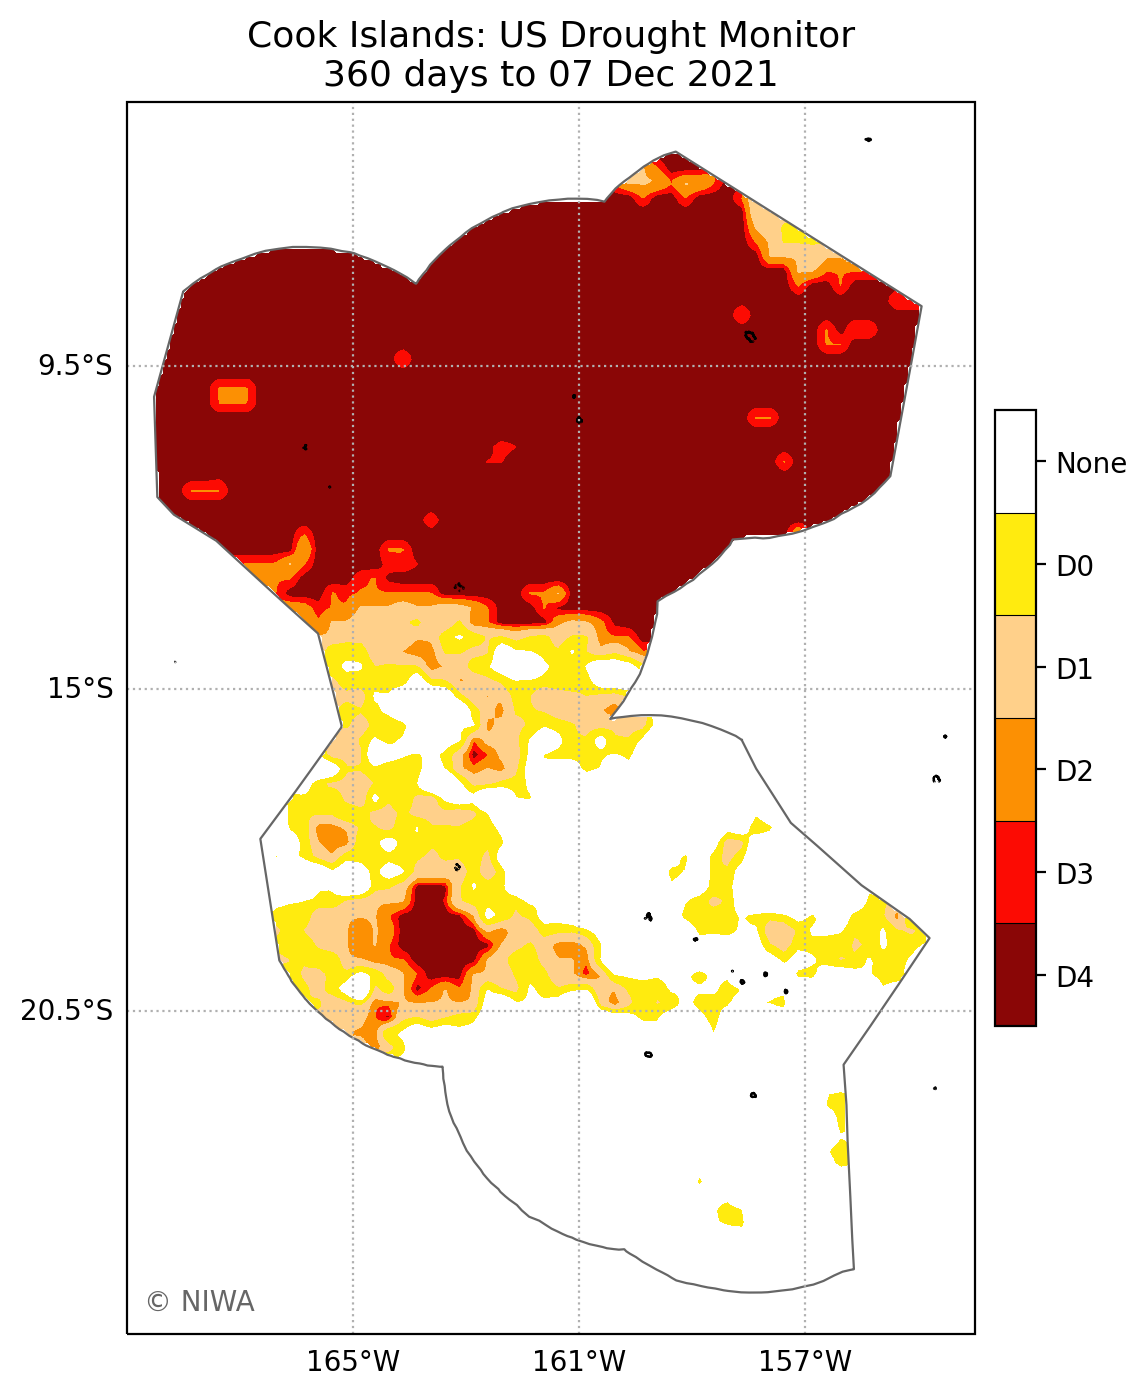 Cook Islands: US Drought Monitor
360 days to 07 Dec 2021
9.5°S
15°S
20.5°S
165°W
161°W
157°W
None
D0
D1
D2
D3
D4
© NIWA